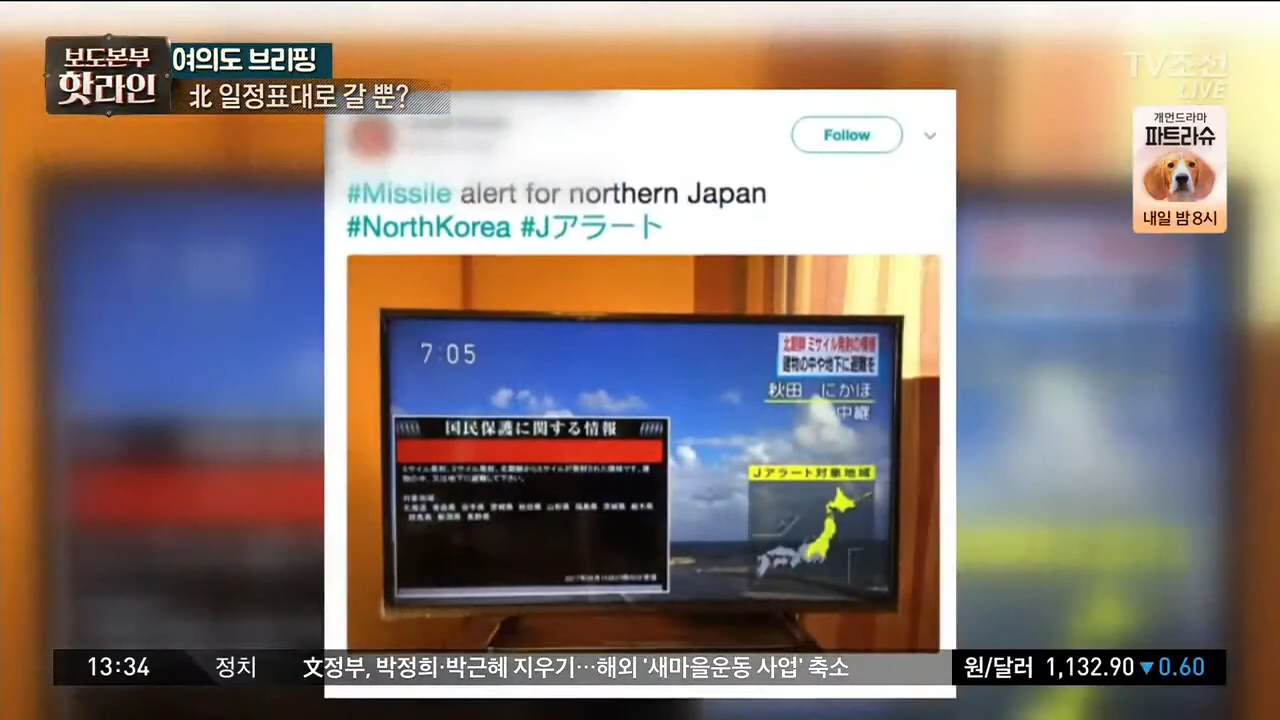 보도본부
핫라인
여의도 브리핑
北 일정표대로 갈 뿐?
TV조선
LIVE
개먼드라마
파트라슈
내일 밤 8시
Follow
#Missile alert for northern Japan
#NorthKorea #Jアラート
7:05
北朝鮮 ミサイル発射の模様
建物の中や地下に避難を
秋田 にかほ
中継
国民保護に関する情報
Jアラート対象地域
13:34
정치
文정부, 박정희·박근혜 지우기…해외 '새마을운동 사업' 축소
원/달러 1,132.90 ▼0.60